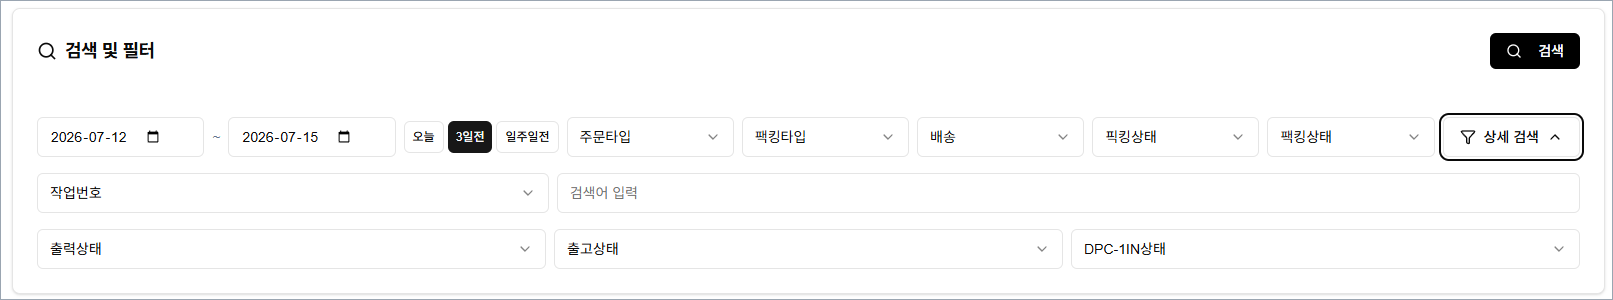 검색 및 필터
검색
2026-07-12 ~ 2026-07-15 오늘 3일전 일주일전 주문타입 팩킹타입 배송 픽킹상태 팩킹상태 상세 검색
작업번호 검색어 입력
출력상태 출고상태 DPC-1IN상태